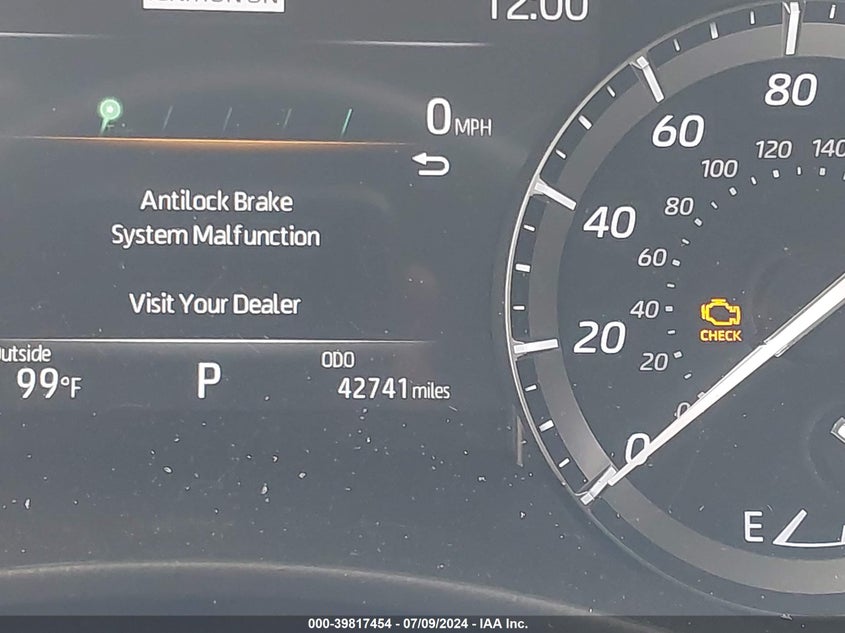 12:00
0 MPH
Antilock Brake
System Malfunction
Visit Your Dealer
Outside
99°F
P
ODO
42741 miles
80
60
40
20
0
140
120
100
80
60
40
20
CHECK
E
000-39817454 - 07/09/2024 - IAA Inc.